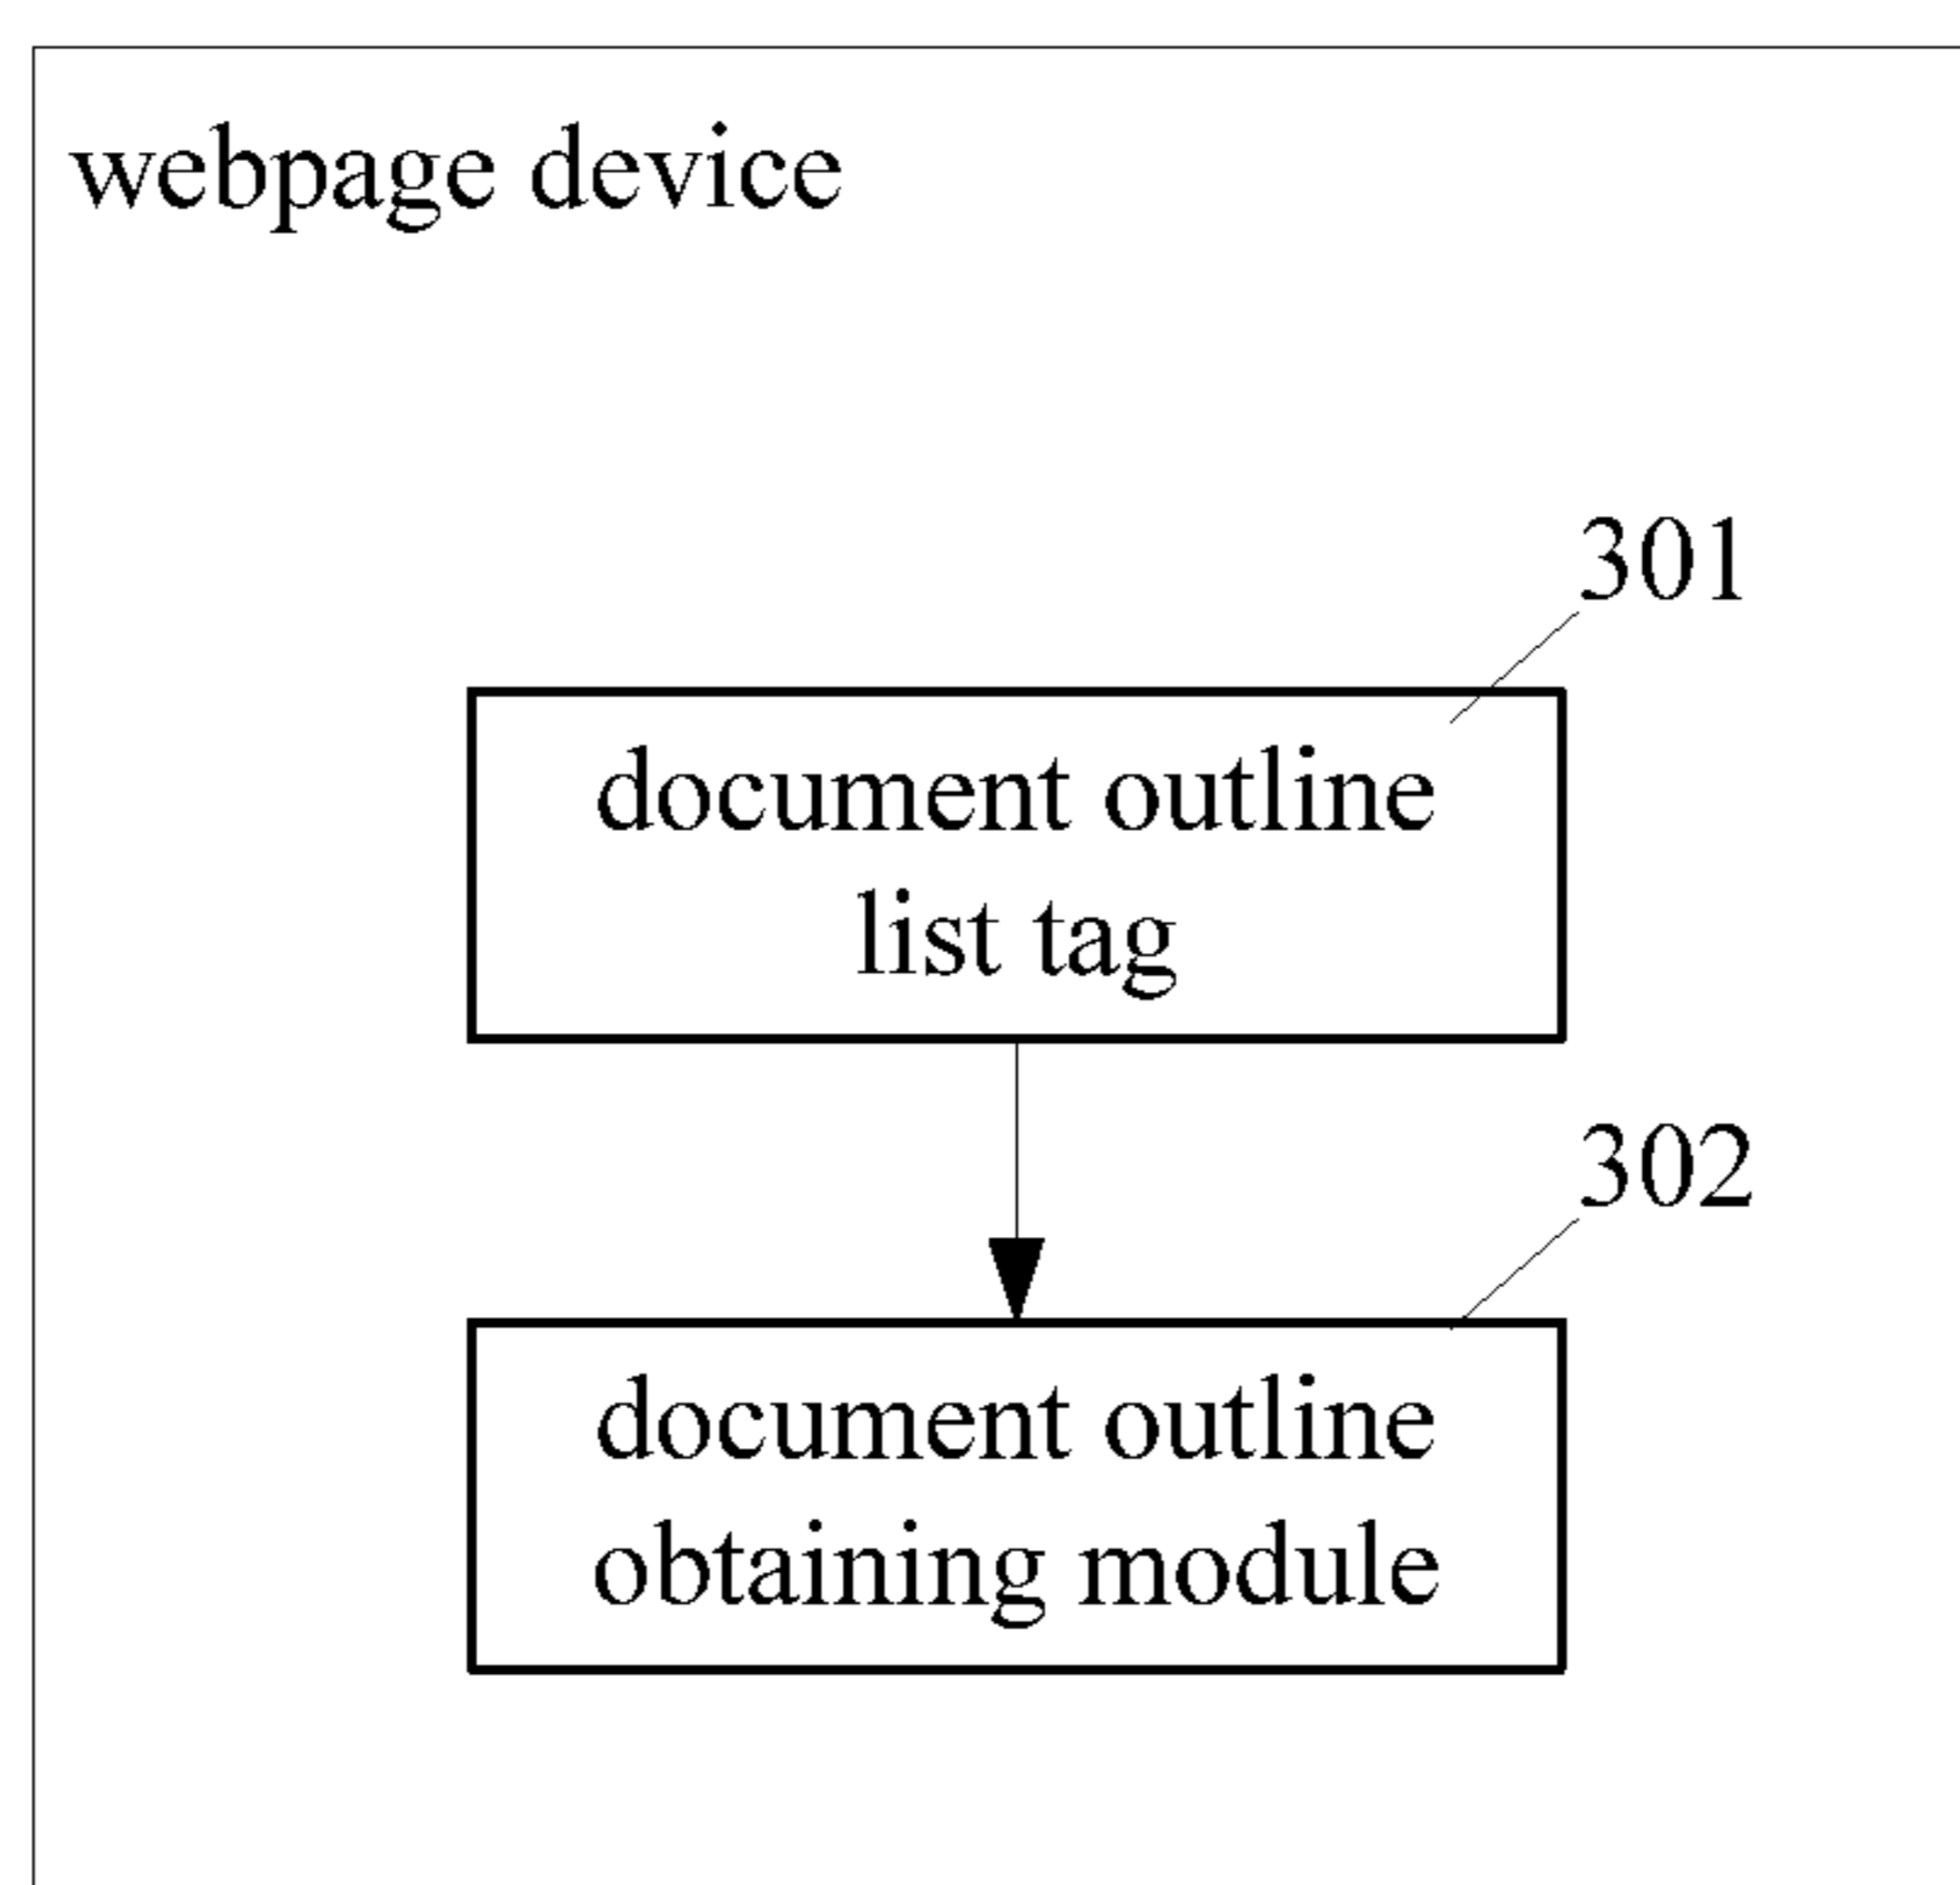 webpage device
301
document outline
list tag
302
document outline
obtaining module